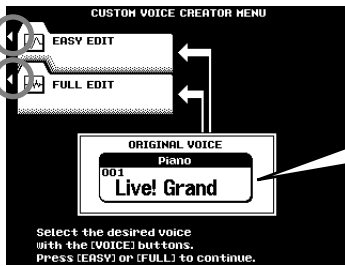 CUSTOM VOICE CREATOR MENU
EASY EDIT
FULL EDIT
ORIGINAL VOICE
Piano
001
Live! Grand
Select the desired voice
with the [VOICE] buttons.
Press [EASY] or [FULL] to continue.